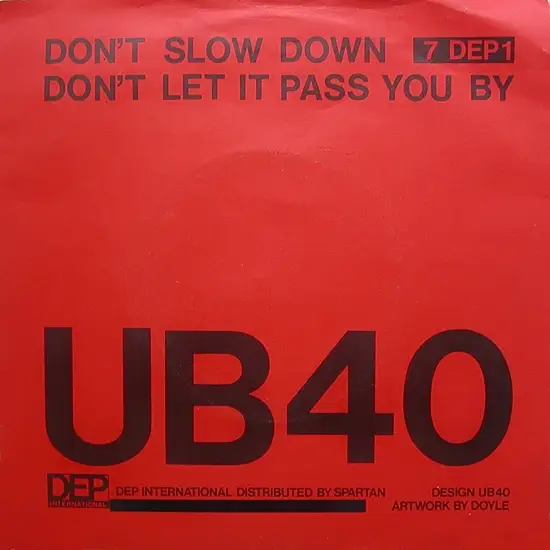 DON'T SLOW DOWN 7 DEP1
DON'T LET IT PASS YOU BY
UB40
DEP INTERNATIONAL
DEP INTERNATIONAL DISTRIBUTED BY SPARTAN
DESIGN UB40
ARTWORK BY DOYLE